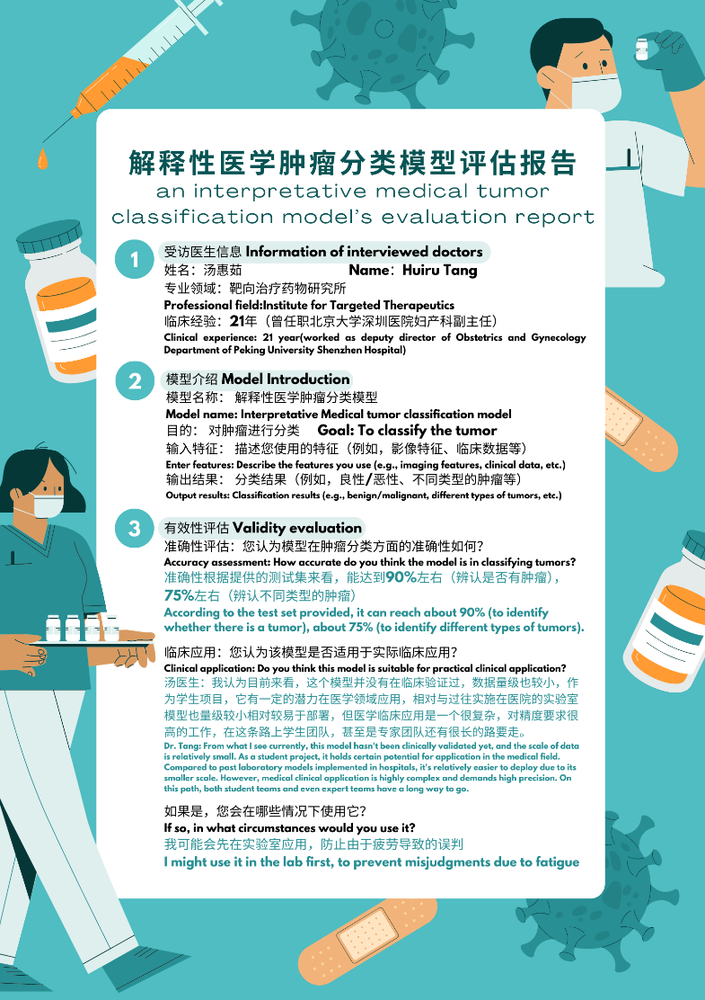 解释性医学肿瘤分类模型评估报告
an interpretative medical tumor
classification model's evaluation report
1
受访医生信息 Information of interviewed doctors
姓名：汤惠茹 Name：Huiru Tang
专业领域：靶向治疗药物研究所
Professional field:Institute for Targeted Therapeutics
临床经验：21年（曾任职北京大学深圳医院妇产科副主任）
Clinical experience: 21 year(worked as deputy director of Obstetrics and Gynecology
Department of Peking University Shenzhen Hospital)
2
模型介绍 Model Introduction
模型名称： 解释性医学肿瘤分类模型
Model name: Interpretative Medical tumor classification model
目的： 对肿瘤进行分类 Goal: To classify the tumor
输入特征： 描述您使用的特征（例如，影像特征、临床数据等）
Enter features: Describe the features you use (e.g., imaging features, clinical data, etc.)
输出结果： 分类结果（例如，良性/恶性、不同类型的肿瘤等）
Output results: Classification results (e.g., benign/malignant, different types of tumors, etc.)
3
有效性评估 Validity evaluation
准确性评估：您认为模型在肿瘤分类方面的准确性如何？
Accuracy assessment: How accurate do you think the model is in classifying tumors?
准确性根据提供的测试集来看，能达到90%左右（辨认是否有肿瘤），
75%左右（辨认不同类型的肿瘤）
According to the test set provided, it can reach about 90% (to identify
whether there is a tumor), about 75% (to identify different types of tumors).
临床应用：您认为该模型是否适用于实际临床应用？
Clinical application: Do you think this model is suitable for practical clinical application?
汤医生：我认为目前来看，这个模型并没有在临床验证过，数据量级也较小，作
为学生项目，它有一定的潜力在医学领域应用，相对与过往实施在医院的实验室
模型也量级较小相对较易于部署，但医学临床应用是一个很复杂，对精度要求很
高的工作，在这条路上学生团队，甚至是专家团队还有很长的路要走。
Dr. Tang: From what I see currently, this model hasn't been clinically validated yet, and the scale of data
is relatively small. As a student project, it holds certain potential for application in the medical field.
Compared to past laboratory models implemented in hospitals, it's relatively easier to deploy due to its
smaller scale. However, medical clinical application is highly complex and demands high precision. On
this path, both student teams and even expert teams have a long way to go.
如果是，您会在哪些情况下使用它？
If so, in what circumstances would you use it?
我可能会先在实验室应用，防止由于疲劳导致的误判
I might use it in the lab first, to prevent misjudgments due to fatigue